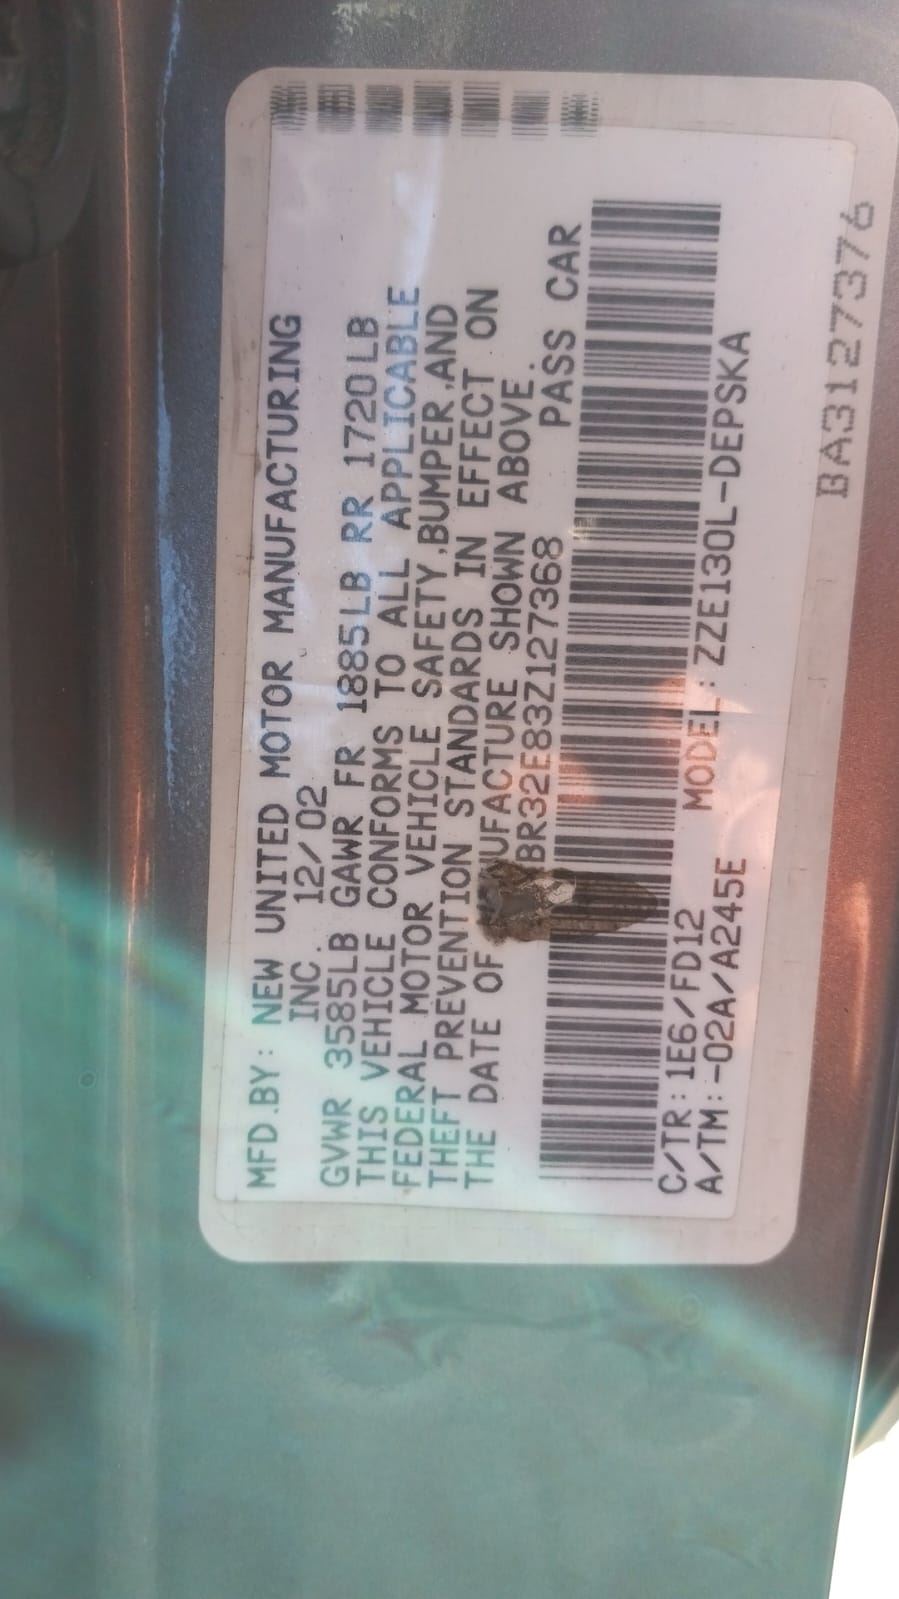 MFD.BY: NEW UNITED MOTOR MANUFACTURING
INC. 12/02
GVWR 3585LB GAWR FR 1885LB RR 1720LB
THIS VEHICLE CONFORMS TO ALL APPLICABLE
FEDERAL MOTOR VEHICLE SAFETY,BUMPER,AND
THEFT PREVENTION STANDARDS IN EFFECT ON
THE DATE OF UFACTURE SHOWN ABOVE.
BR32E83Z127368 PASS CAR
C/TR: 1E6/FD12 MODEL: ZZE130L-DEPSKA
A/TM: -02A/A245E
BA3127376